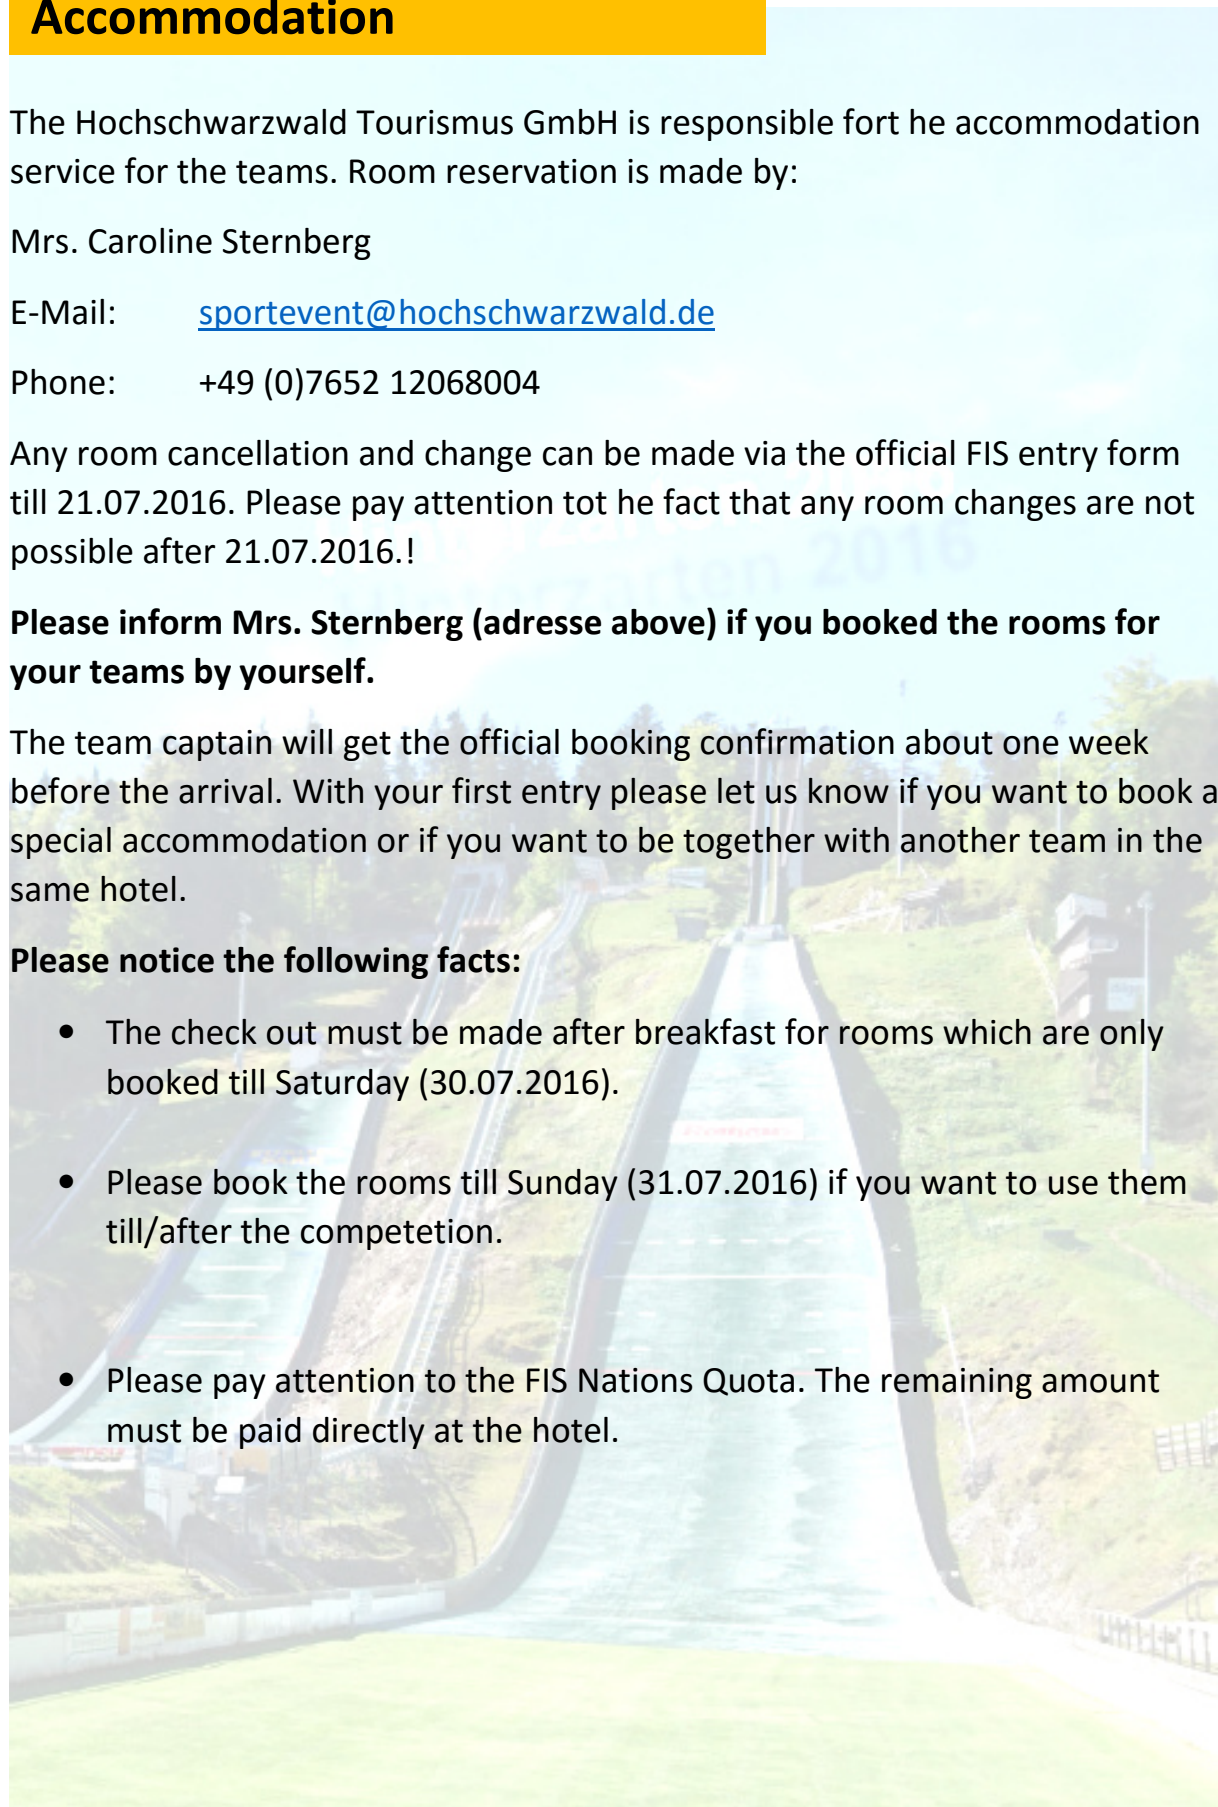 Accommodation
The Hochschwarzwald Tourismus GmbH is responsible fort he accommodation
service for the teams. Room reservation is made by:
Mrs. Caroline Sternberg
E-Mail: sportevent@hochschwarzwald.de
Phone: +49 (0)7652 12068004
Any room cancellation and change can be made via the official FIS entry form
till 21.07.2016. Please pay attention tot he fact that any room changes are not
possible after 21.07.2016.!
Hinterzarten 2016
Please inform Mrs. Sternberg (adresse above) if you booked the rooms for
your teams by yourself.
The team captain will get the official booking confirmation about one week
before the arrival. With your first entry please let us know if you want to book a
special accommodation or if you want to be together with another team in the
same hotel.
Please notice the following facts:
• The check out must be made after breakfast for rooms which are only
booked till Saturday (30.07.2016).
• Please book the rooms till Sunday (31.07.2016) if you want to use them
till/after the competetion.
• Please pay attention to the FIS Nations Quota. The remaining amount
must be paid directly at the hotel.